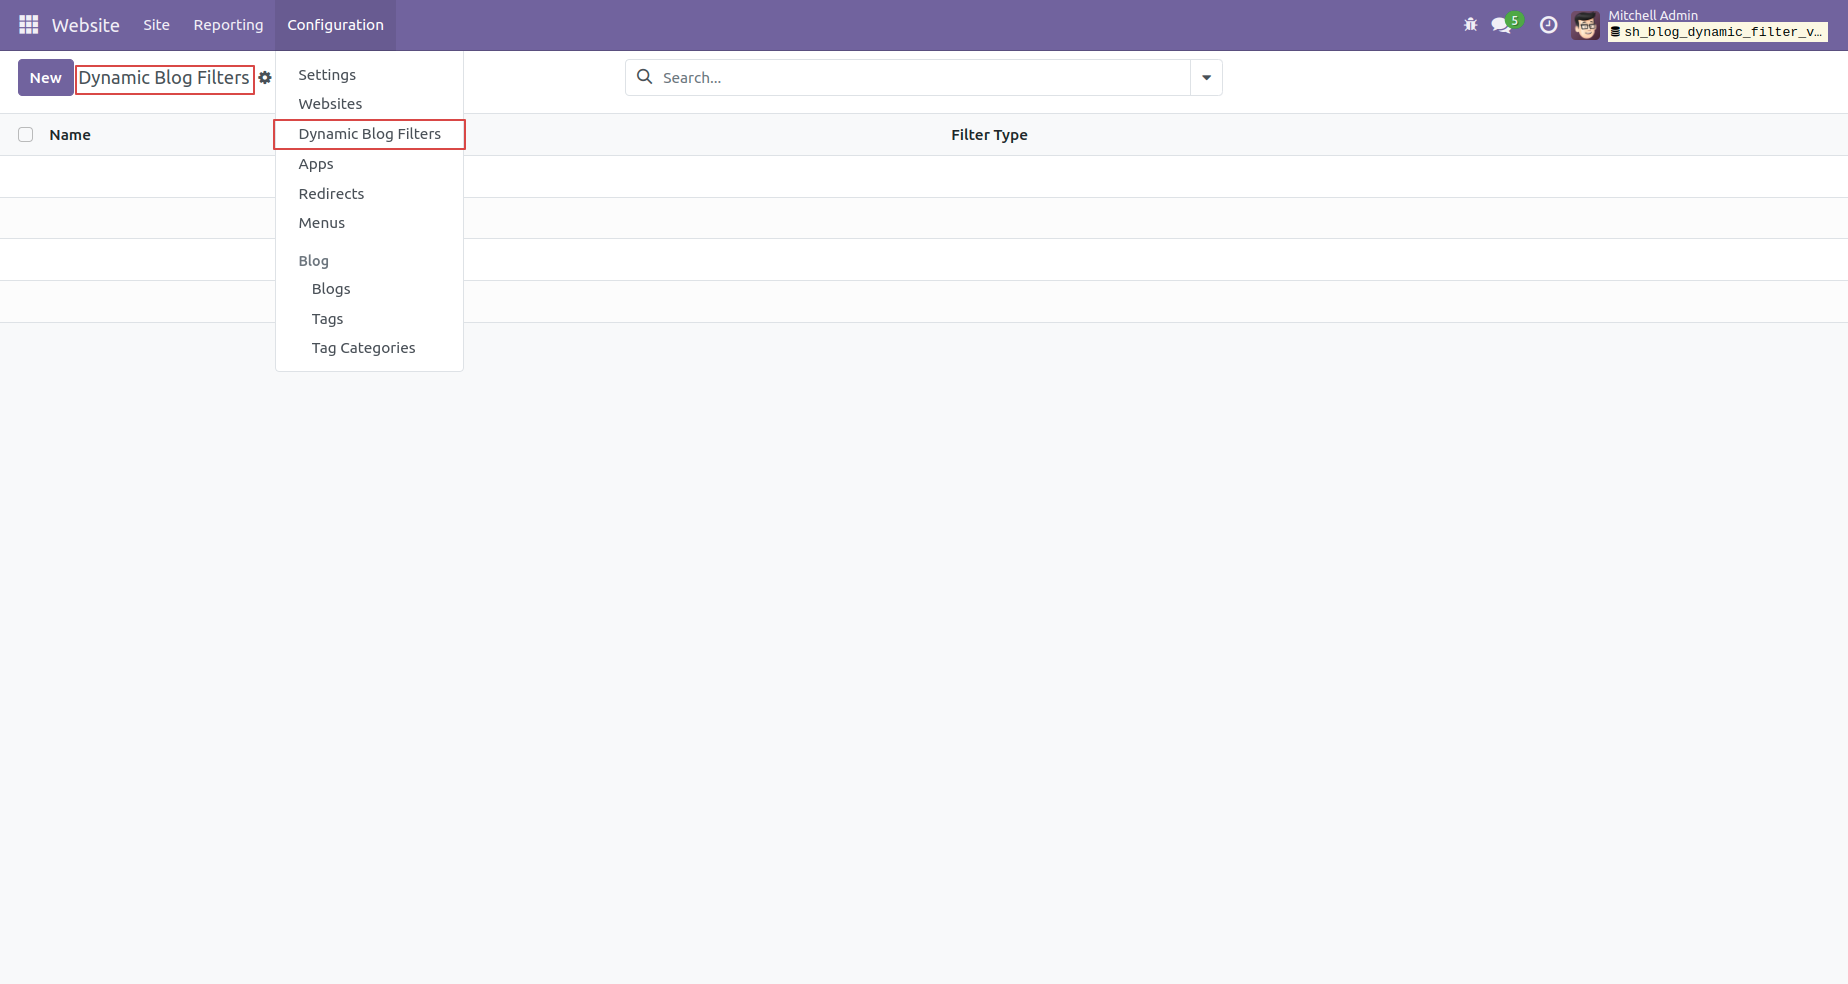 Website Site Reporting Configuration 5 Mitchell Admin
sh_blog_dynamic_filter_v...
New Dynamic Blog Filters Search...
Name Filter Type
Settings
Websites
Dynamic Blog Filters
Apps
Redirects
Menus
Blog
Blogs
Tags
Tag Categories